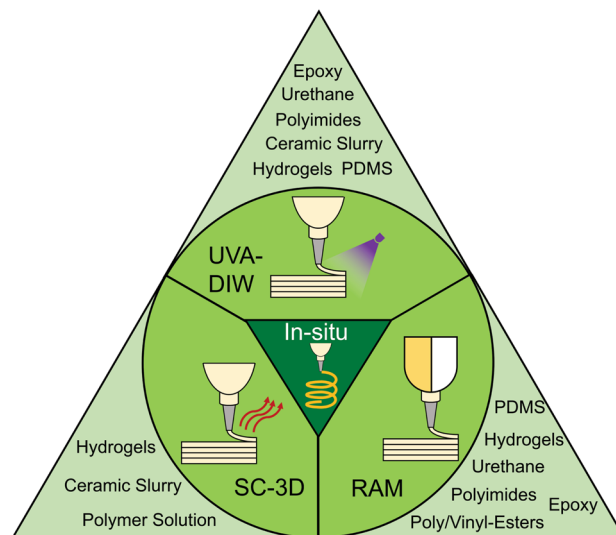 Epoxy
Urethane
Polyimides
Ceramic Slurry
Hydrogels PDMS
UVA-
DIW
In-situ
SC-3D
RAM
Hydrogels
Ceramic Slurry
Polymer Solution
PDMS
Hydrogels
Urethane
Polyimides
Epoxy
Poly/Vinyl-Esters